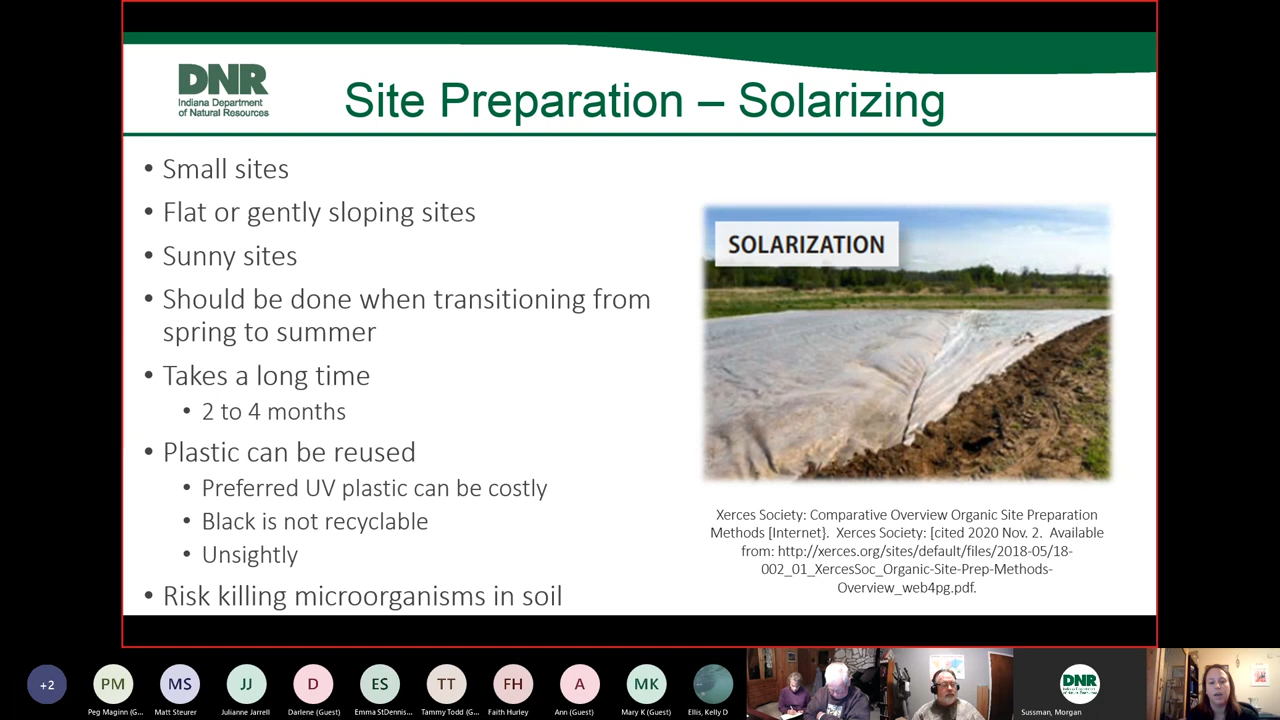 DNR
Indiana Department
of Natural Resources
Site Preparation – Solarizing
• Small sites
• Flat or gently sloping sites
• Sunny sites
• Should be done when transitioning from
spring to summer
• Takes a long time
• 2 to 4 months
• Plastic can be reused
• Preferred UV plastic can be costly
• Black is not recyclable
• Unsightly
• Risk killing microorganisms in soil
SOLARIZATION
Xerces Society: Comparative Overview Organic Site Preparation
Methods [Internet}. Xerces Society: [cited 2020 Nov. 2. Available
from: http://xerces.org/sites/default/files/2018-05/18-
002_01_XercesSoc_Organic-Site-Prep-Methods-
Overview_web4pg.pdf.
+2
PM
MS
JJ
D
ES
TT
FH
A
MK
DNR
Peg Maginn (G...
Matt Steurer
Julianne Jarrell
Darlene (Guest)
Emma StDennis...
Tammy Todd (G...
Faith Hurley
Ann (Guest)
Mary K (Guest)
Ellis, Kelly D
Sussman, Morgan